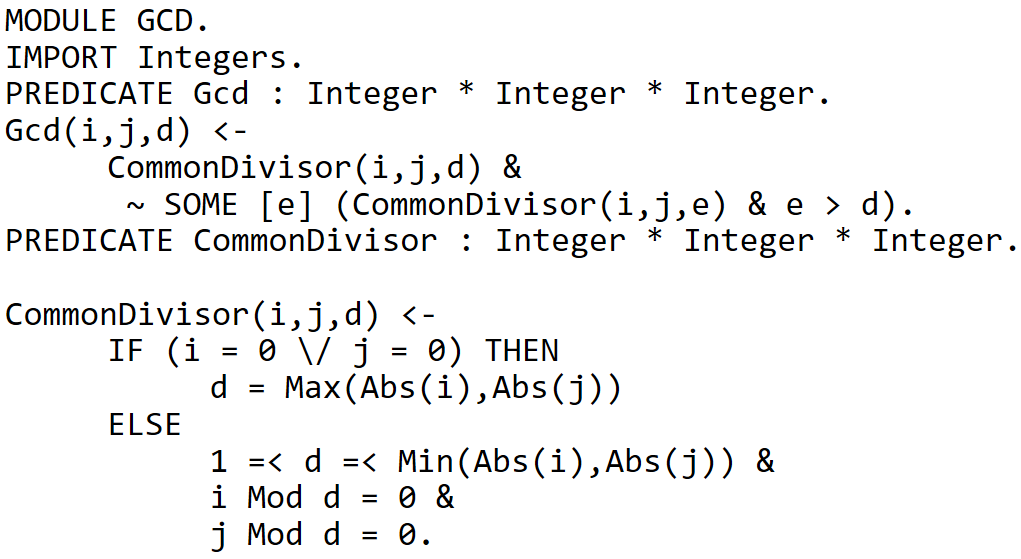 MODULE GCD.
IMPORT Integers.
PREDICATE Gcd : Integer * Integer * Integer.
Gcd(i,j,d) <-
     CommonDivisor(i,j,d) &
      ~ SOME [e] (CommonDivisor(i,j,e) & e > d).
PREDICATE CommonDivisor : Integer * Integer * Integer.

CommonDivisor(i,j,d) <-
     IF (i = 0 \/ j = 0) THEN
          d = Max(Abs(i),Abs(j))
     ELSE
          1 =< d =< Min(Abs(i),Abs(j)) &
          i Mod d = 0 &
          j Mod d = 0.